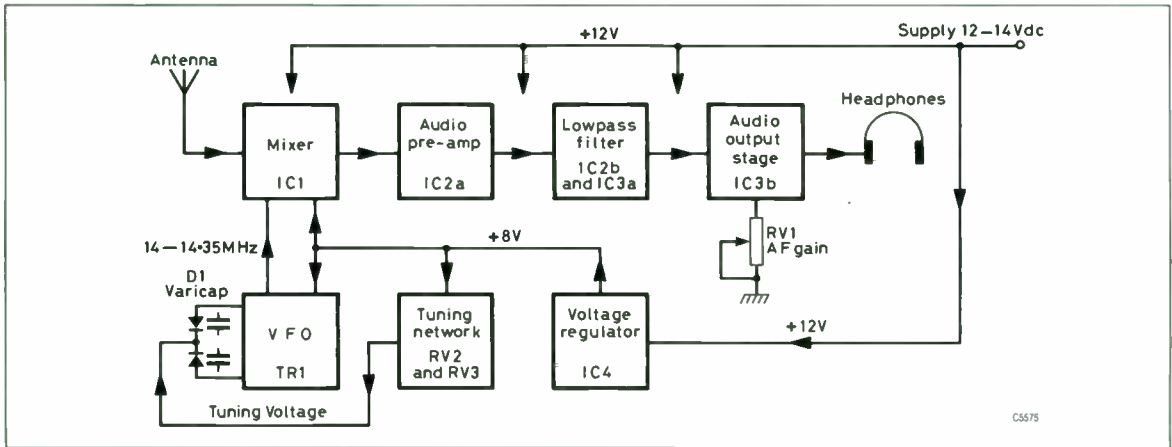 +12V
Supply 12–14Vdc
Antenna
Headphones
Mixer
IC1
Audio
pre-amp
IC2a
Lowpass
filter
IC2b
and IC3a
Audio
output
stage
IC3b
14–14·35MHz
+8V
RV1
AF gain
D1
Varicap
VFO
TR1
Tuning
network
RV2
and RV3
Voltage
regulator
IC4
+12V
Tuning Voltage
C5575